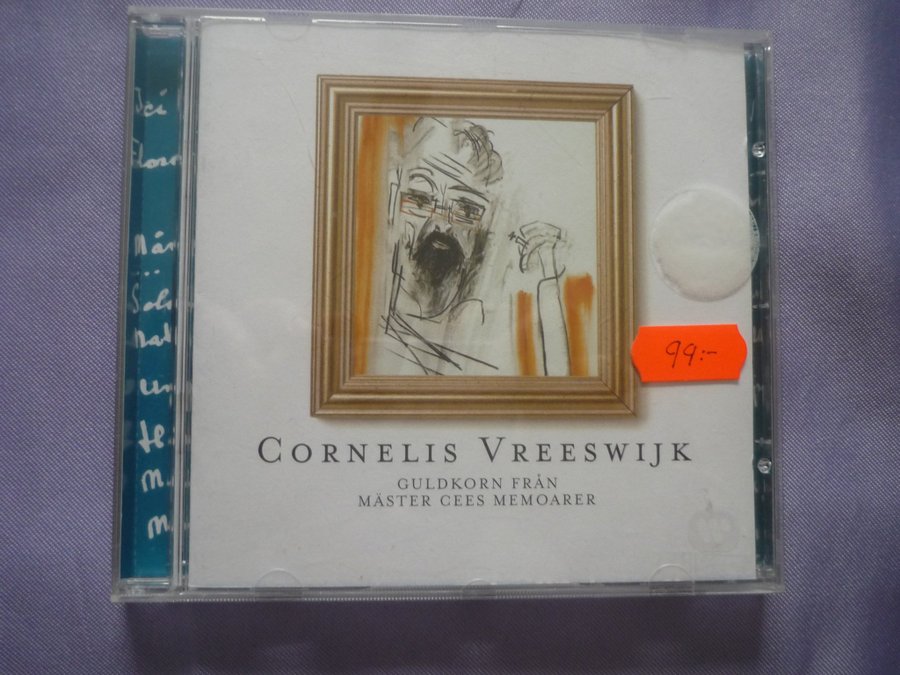 CORNELIS VREESWIJK
GULDKORN FRÅN
MÄSTER CEES MEMOARER
99:-